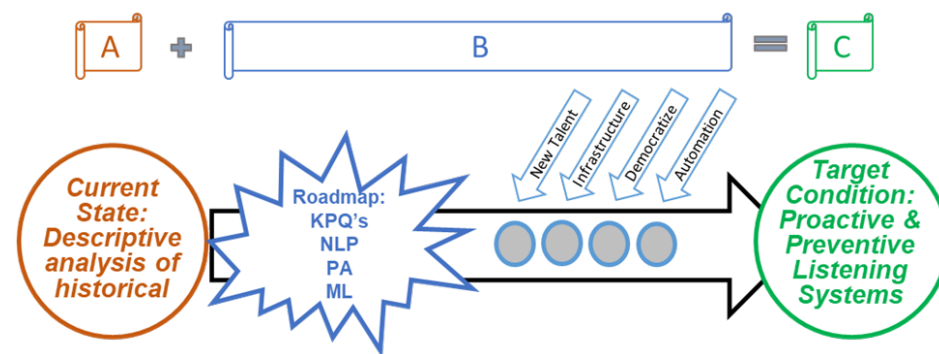 A
B
C
New Talent
Infrastructure
Democratize
Automation
Current
State:
Descriptive
analysis of
historical
Roadmap:
KPQ's
NLP
PA
ML
Target
Condition:
Proactive &
Preventive
Listening
Systems